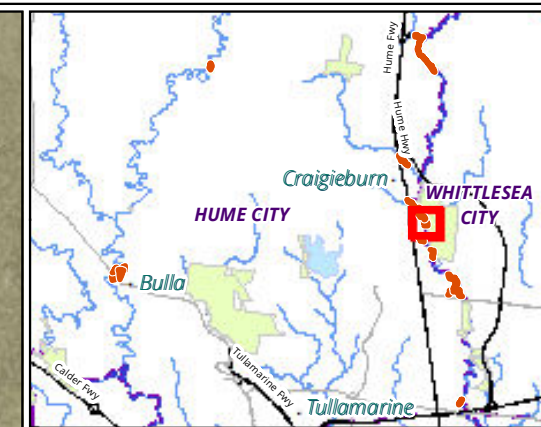 Hume Fwy
Hume Hwy
Craigieburn
WHITTLESEA
CITY
HUME CITY
Bulla
Tullamarine Fwy
Calder Fwy
Tullamarine